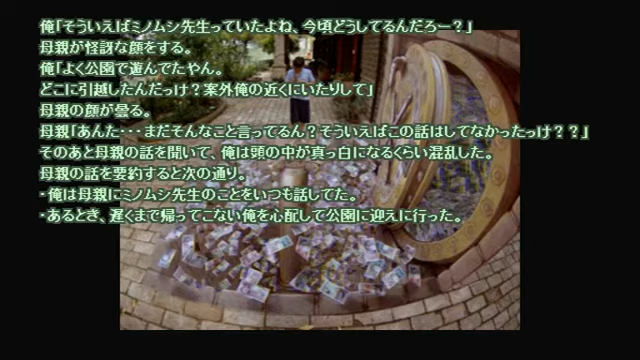 俺「そういえばミノムシ先生っていたよね、今頃どうしてるんだろー？」
母親が怪訝な顔をする。
俺「よく公園で遊んでたやん。
どこに引越したんだっけ？案外俺の近くにいたりして」
母親の顔が曇る。
母親「あんた・・・まだそんなこと言ってるん？そういえばこの話はしてなかったっけ？？」
そのあと母親の話を聞いて、俺は頭の中が真っ白になるくらい混乱した。
母親の話を要約すると次の通り。
・俺は母親にミノムシ先生のことをいつも話してた。
・あるとき、遅くまで帰ってこない俺を心配して公園に迎えに行った。